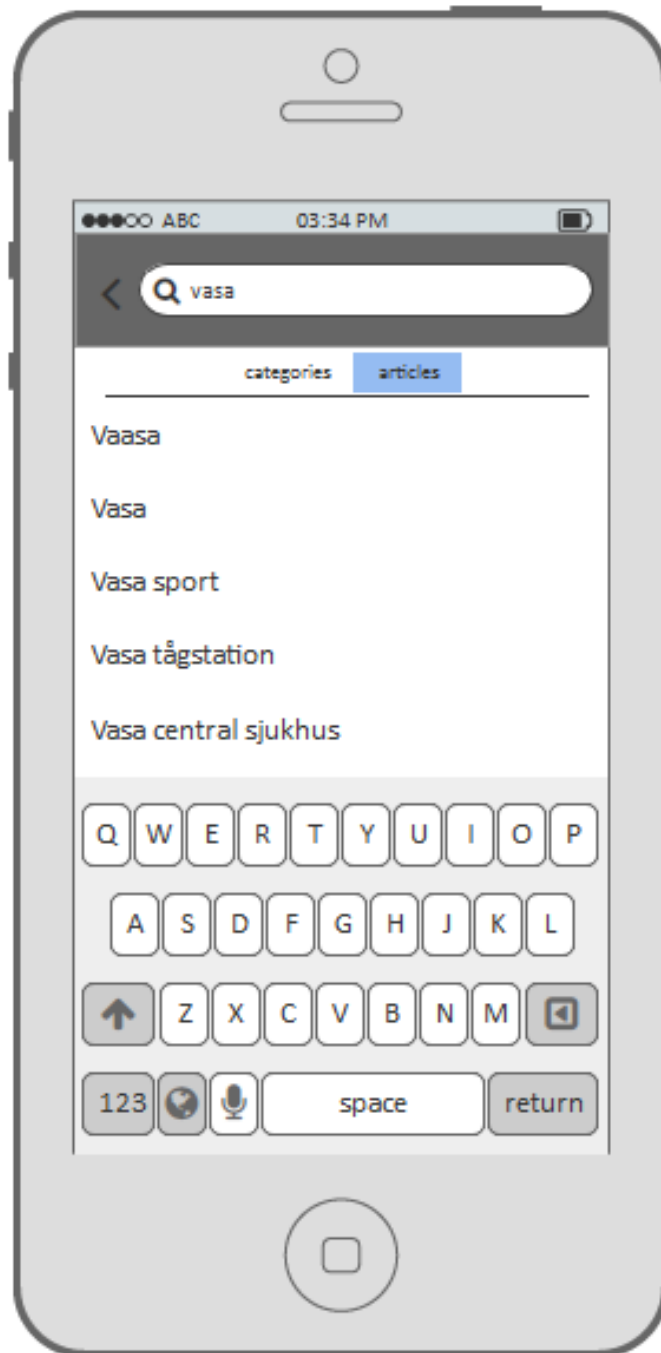 ABC 03:34 PM
vasa
categories articles
Vaasa
Vasa
Vasa sport
Vasa tågstation
Vasa central sjukhus
Q W E R T Y U I O P
A S D F G H J K L
Z X C V B N M
123 space return